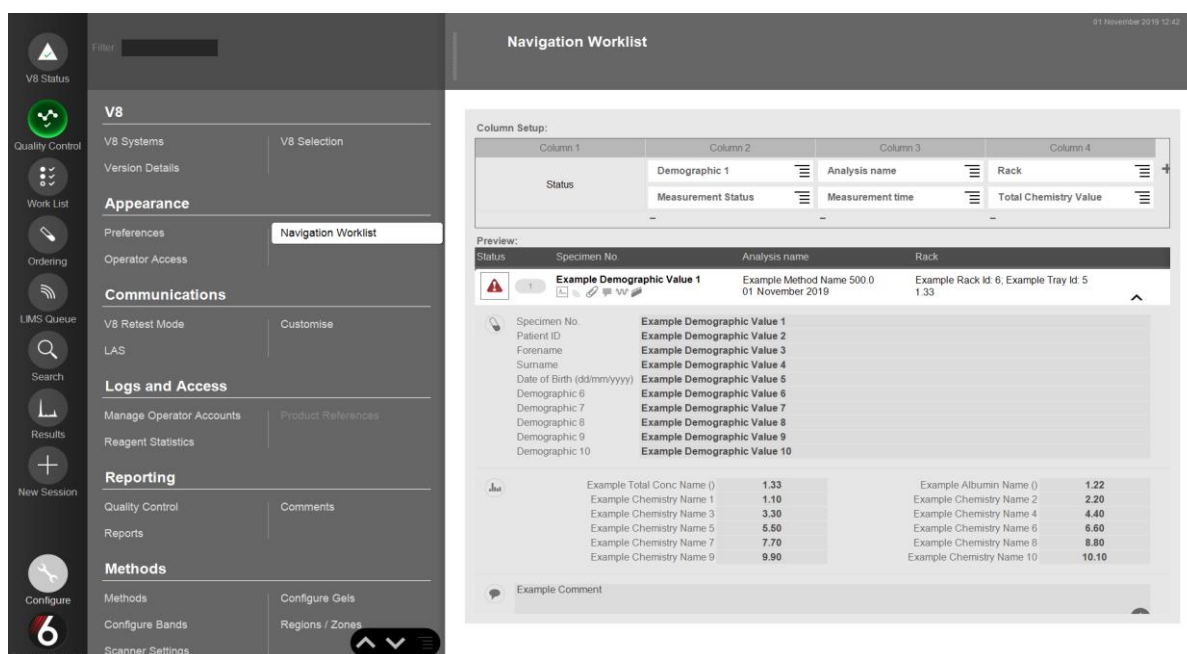 01 November 2019 12:42
Filter:
Navigation Worklist
V8 Status
Quality Control
Work List
Ordering
LIMS Queue
Search
Results
New Session
Configure
V8
V8 Systems
V8 Selection
Version Details
Appearance
Preferences
Navigation Worklist
Operator Access
Communications
V8 Retest Mode
Customise
LAS
Logs and Access
Manage Operator Accounts
Product References
Reagent Statistics
Reporting
Quality Control
Comments
Reports
Methods
Methods
Configure Gels
Configure Bands
Regions / Zones
Scanner Settings
Column Setup:
Column 1 Column 2 Column 3 Column 4
Status
Demographic 1 Analysis name Rack
Measurement Status Measurement time Total Chemistry Value
Preview:
Status Specimen No. Analysis name Rack
1 Example Demographic Value 1 Example Method Name 500.0 Example Rack Id: 6; Example Tray Id: 5
01 November 2019 1.33
Specimen No. Example Demographic Value 1
Patient ID Example Demographic Value 2
Forename Example Demographic Value 3
Surname Example Demographic Value 4
Date of Birth (dd/mm/yyyy) Example Demographic Value 5
Demographic 6 Example Demographic Value 6
Demographic 7 Example Demographic Value 7
Demographic 8 Example Demographic Value 8
Demographic 9 Example Demographic Value 9
Demographic 10 Example Demographic Value 10
Example Total Conc Name () 1.33 Example Albumin Name () 1.22
Example Chemistry Name 1 1.10 Example Chemistry Name 2 2.20
Example Chemistry Name 3 3.30 Example Chemistry Name 4 4.40
Example Chemistry Name 5 5.50 Example Chemistry Name 6 6.60
Example Chemistry Name 7 7.70 Example Chemistry Name 8 8.80
Example Chemistry Name 9 9.90 Example Chemistry Name 10 10.10
Example Comment